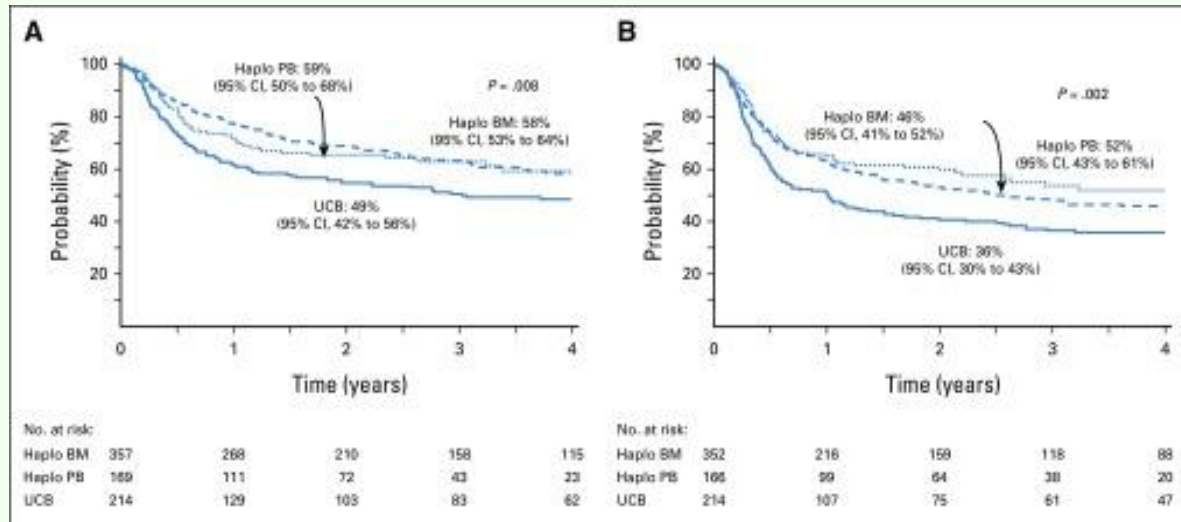 A
100
80
60
40
20
Probability (%)
Haplo PB: 59%
(95% CI, 50% to 68%)
P = .008
Haplo BM: 58%
(95% CI, 53% to 64%)
UCB: 49%
(95% CI, 42% to 56%)
0 1 2 3 4
Time (years)
No. at risk:
Haplo BM 357 268 210 158 115
Haplo PB 169 111 72 43 23
UCB 214 129 103 83 62
B
100
80
60
40
20
Probability (%)
P = .002
Haplo BM: 46%
(95% CI, 41% to 52%)
Haplo PB: 52%
(95% CI, 43% to 61%)
UCB: 36%
(95% CI, 30% to 43%)
0 1 2 3 4
Time (years)
No. at risk:
Haplo BM 352 216 159 118 88
Haplo PB 166 99 64 38 20
UCB 214 107 75 61 47